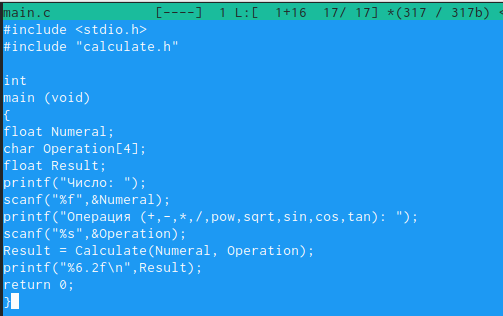 main.c [----] 1 L:[ 1+16 17/ 17] *(317 / 317b) <
#include <stdio.h>
#include "calculate.h"
int
main (void)
{
float Numeral;
char Operation[4];
float Result;
printf("Число: ");
scanf("%f",&Numeral);
printf("Операция (+,-,*,/,pow,sqrt,sin,cos,tan): ");
scanf("%s",&Operation);
Result = Calculate(Numeral, Operation);
printf("%6.2f\n",Result);
return 0;
}